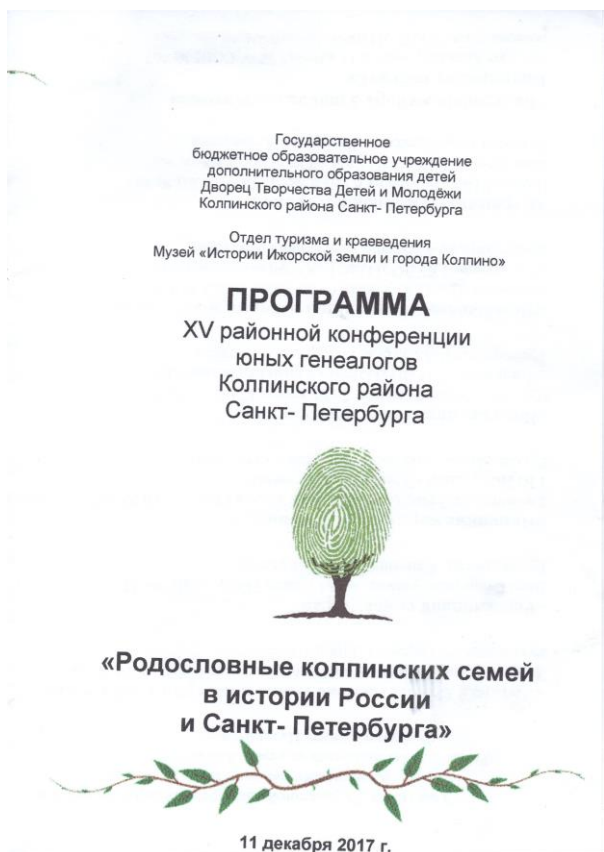 Государственное
бюджетное образовательное учреждение
дополнительного образования детей
Дворец Творчества Детей и Молодёжи
Колпинского района Санкт- Петербурга
Отдел туризма и краеведения
Музей «Истории Ижорской земли и города Колпино»
ПРОГРАММА
XV районной конференции
юных генеалогов
Колпинского района
Санкт- Петербурга
«Родословные колпинских семей
в истории России
и Санкт- Петербурга»
11 декабря 2017 г.